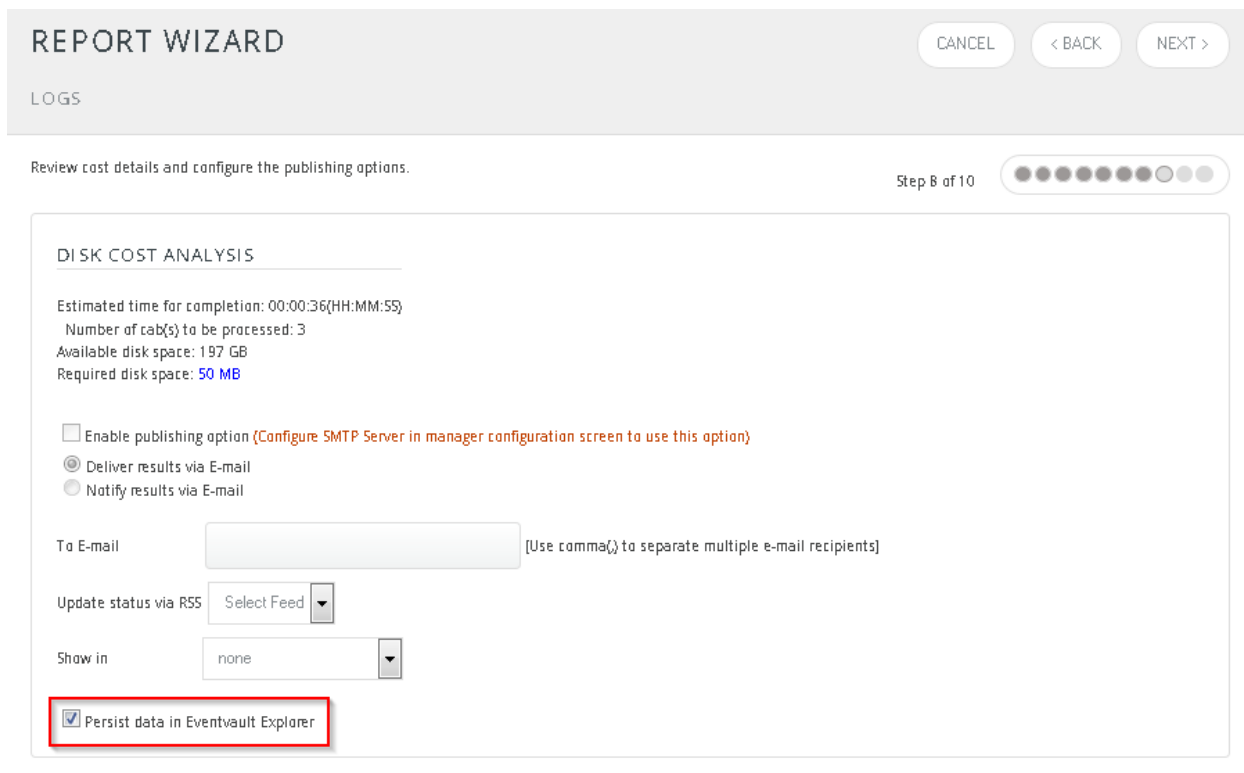 REPORT WIZARD
CANCEL
< BACK
NEXT >
LOGS
Review cost details and configure the publishing options.
Step 8 of 10
DISK COST ANALYSIS
Estimated time for completion: 00:00:36(HH:MM:SS)
Number of cab(s) to be processed: 3
Available disk space: 197 GB
Required disk space: 50 MB
Enable publishing option (Configure SMTP Server in manager configuration screen to use this option)
Deliver results via E-mail
Notify results via E-mail
To E-mail
[Use comma(,) to separate multiple e-mail recipients]
Update status via RSS
Select Feed
Show in
none
Persist data in Eventvault Explorer